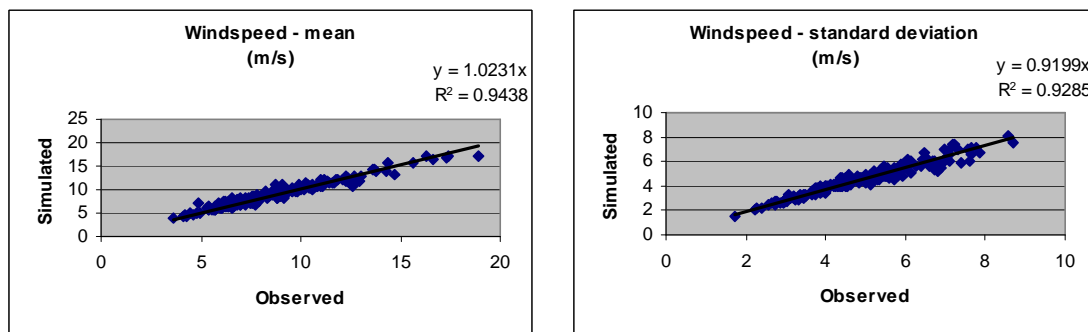 Windspeed - mean
(m/s)
y = 1.0231x
R² = 0.9438
25
20
15
10
5
0
Simulated
0 5 10 15 20
Observed
Windspeed - standard deviation
(m/s)
y = 0.9199x
R² = 0.9285
10
8
6
4
2
0
Simulated
0 2 4 6 8 10
Observed